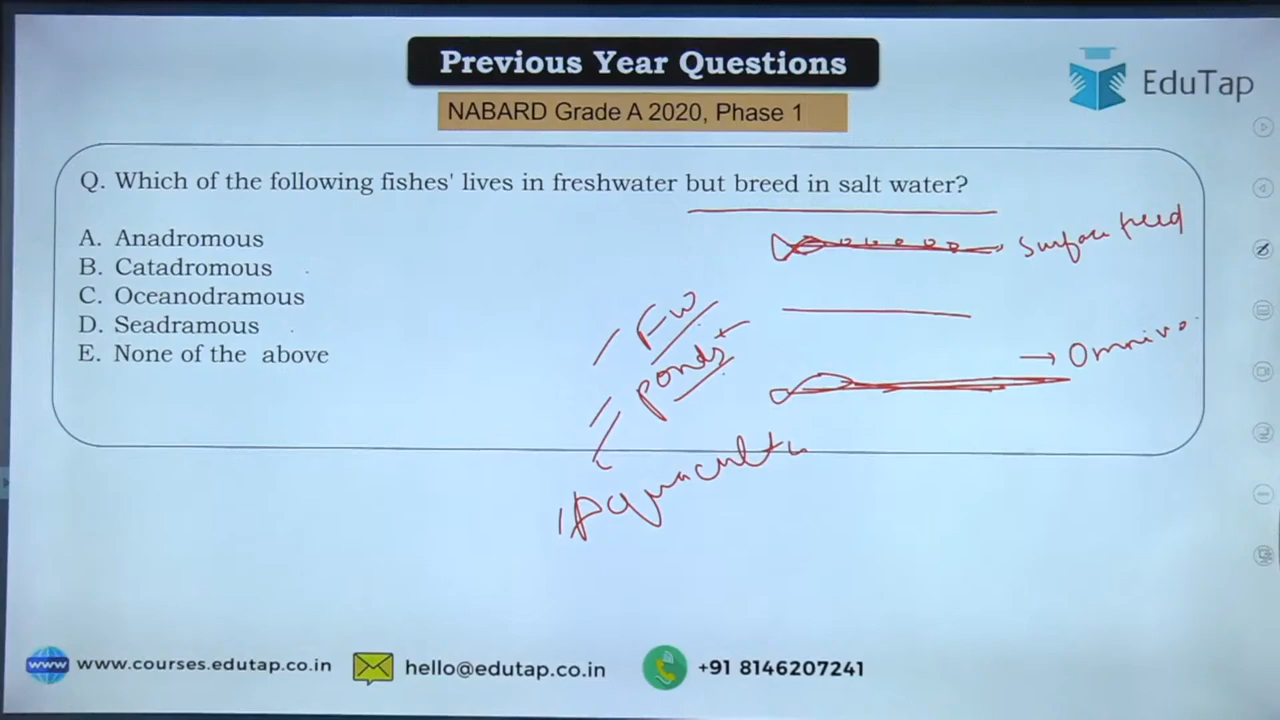 Previous Year Questions
EduTap
NABARD Grade A 2020, Phase 1
Q. Which of the following fishes' lives in freshwater but breed in salt water?
A. Anadromous
B. Catadromous
C. Oceanodramous
D. Seadramous
E. None of the above
Surface feed
FW
ponds
Omnivo
Aquacultu
www.courses.edutap.co.in
hello@edutap.co.in
+91 8146207241